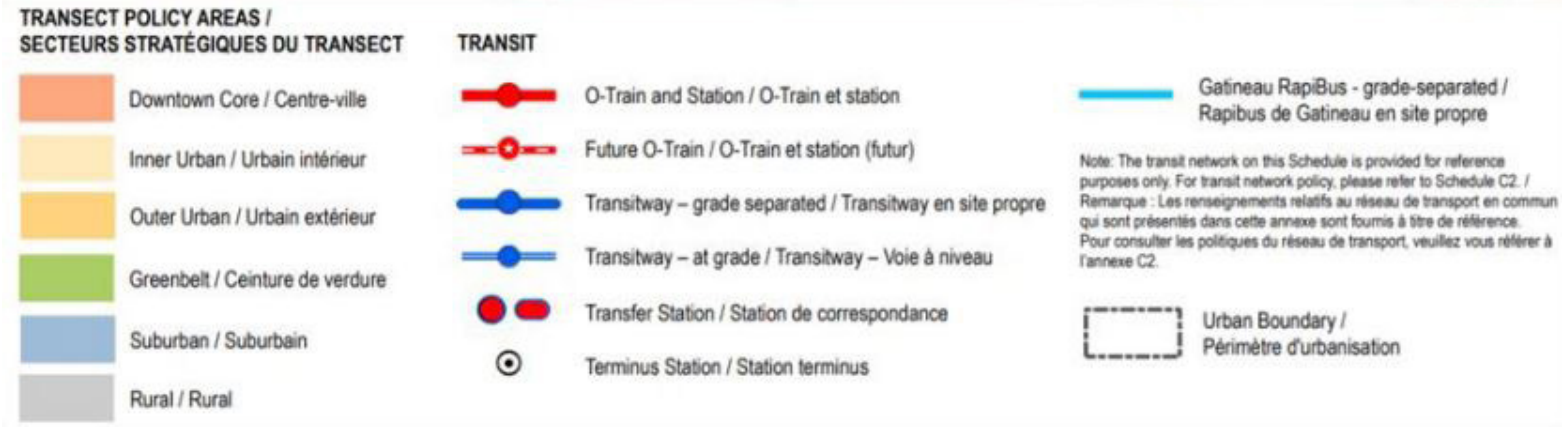 TRANSECT POLICY AREAS /
SECTEURS STRATÉGIQUES DU TRANSECT
Downtown Core / Centre-ville
Inner Urban / Urbain intérieur
Outer Urban / Urbain extérieur
Greenbelt / Ceinture de verdure
Suburban / Suburbain
Rural / Rural
TRANSIT
O-Train and Station / O-Train et station
Future O-Train / O-Train et station (futur)
Transitway – grade separated / Transitway en site propre
Transitway – at grade / Transitway – Voie à niveau
Transfer Station / Station de correspondance
Terminus Station / Station terminus
Gatineau RapiBus - grade-separated /
Rapibus de Gatineau en site propre
Note: The transit network on this Schedule is provided for reference
purposes only. For transit network policy, please refer to Schedule C2. /
Remarque : Les renseignements relatifs au réseau de transport en commun
qui sont présentés dans cette annexe sont fournis à titre de référence.
Pour consulter les politiques du réseau de transport, veuillez vous référer à
l'annexe C2.
Urban Boundary /
Périmètre d'urbanisation